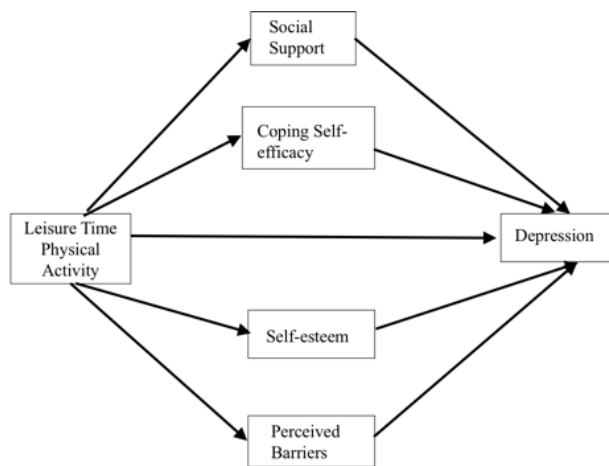 Social
Support
Coping Self-
efficacy
Leisure Time
Physical
Activity
Depression
Self-esteem
Perceived
Barriers